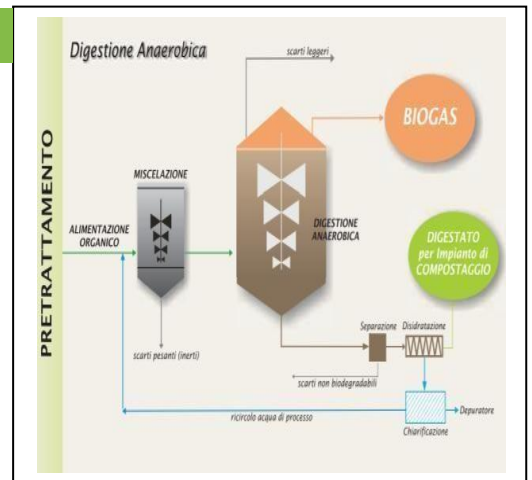 Digestione Anaerobica
scarti leggeri
BIOGAS
PRETRATTAMENTO
MISCELAZIONE
ALIMENTAZIONE
ORGANICO
DIGESTIONE
ANAEROBICA
DIGESTATO
per Impianto di
COMPOSTAGGIO
Separazione
Disidratazione
scarti pesanti (inerti)
scarti non biodegradabili
ricircolo acqua di processo
Depuratore
Chiarificazione